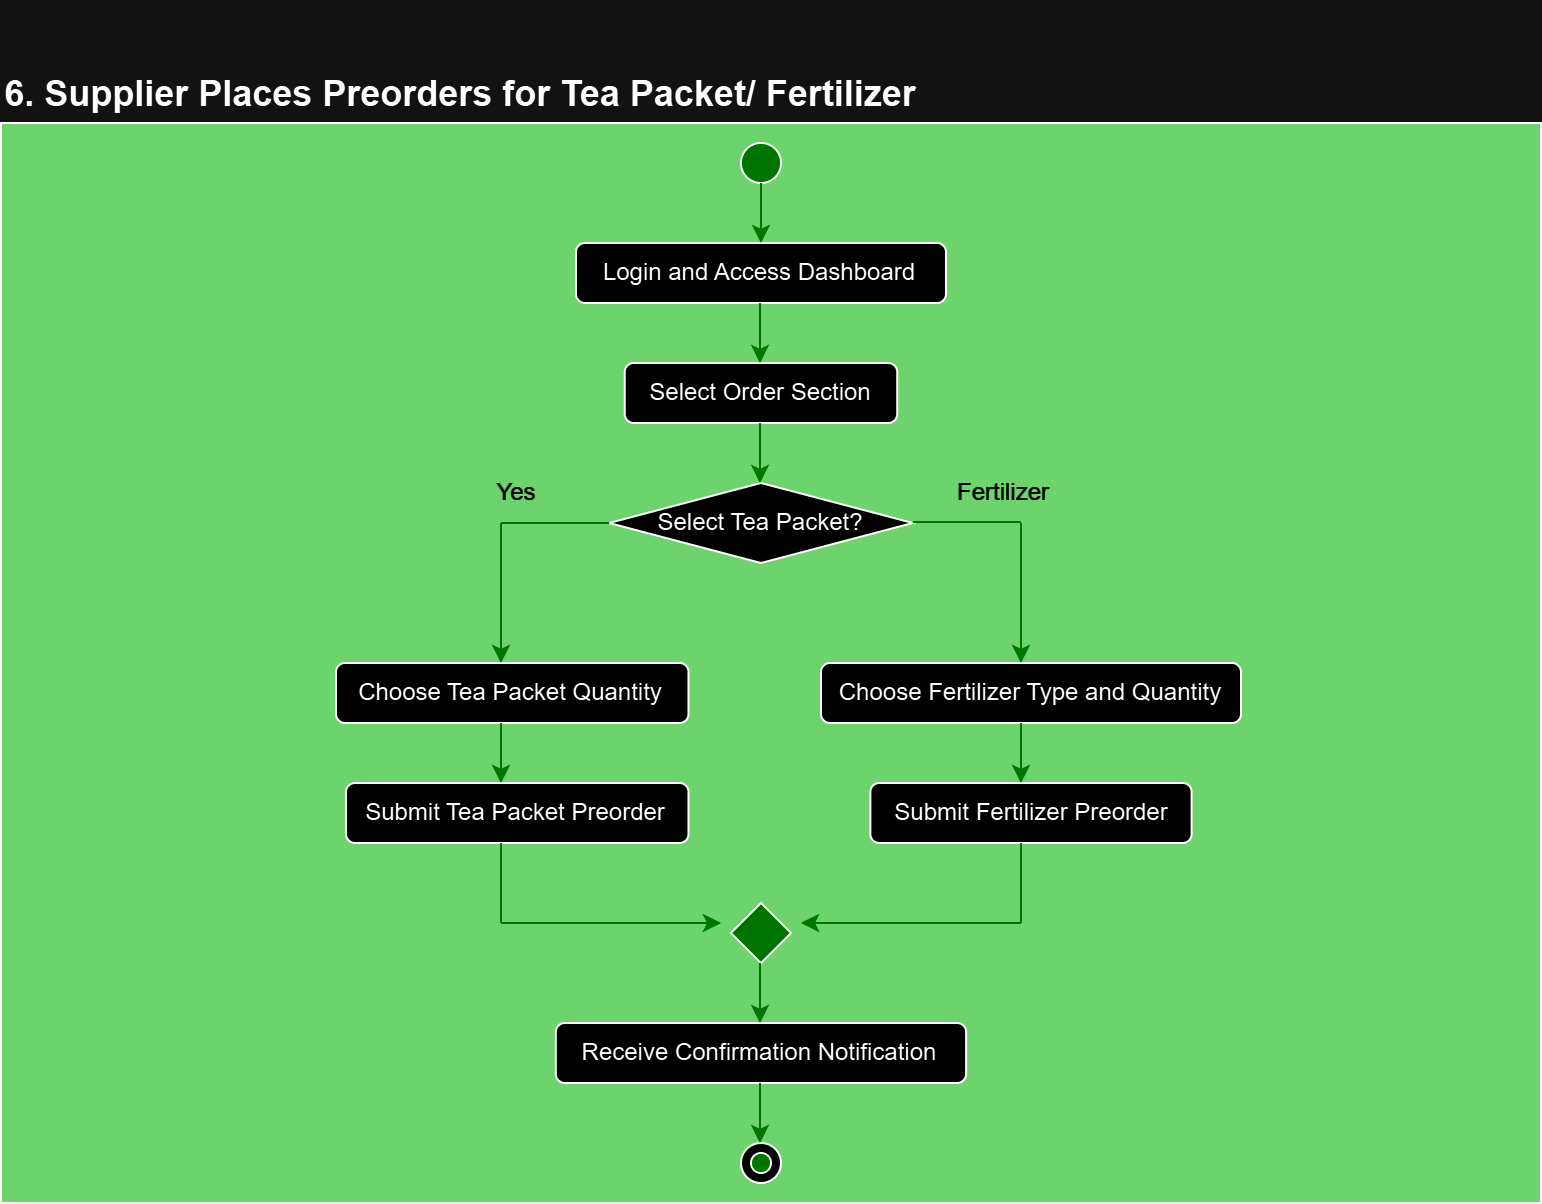 6. Supplier Places Preorders for Tea Packet/ Fertilizer
Login and Access Dashboard
Select Order Section
Yes
Fertilizer
Select Tea Packet?
Choose Tea Packet Quantity
Choose Fertilizer Type and Quantity
Submit Tea Packet Preorder
Submit Fertilizer Preorder
Receive Confirmation Notification